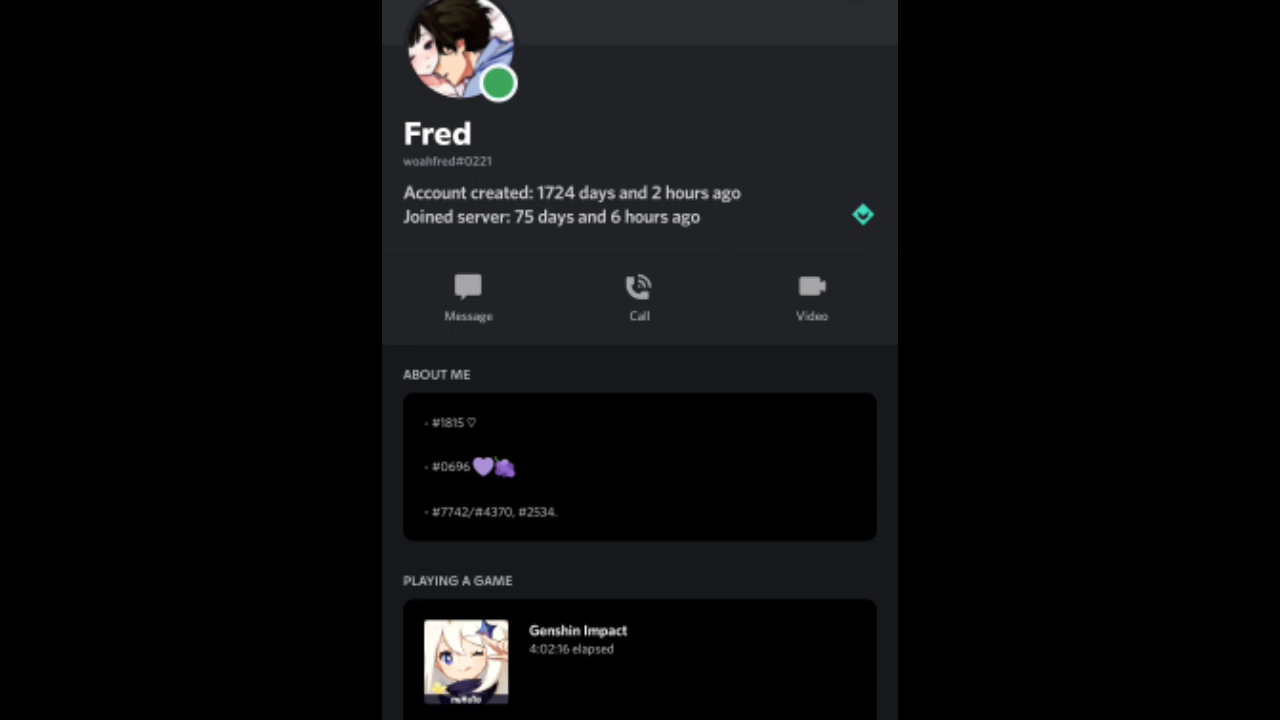 Fred
woahfred#0221
Account created: 1724 days and 2 hours ago
Joined server: 75 days and 6 hours ago
Message
Call
Video
ABOUT ME
- #1815 ♡
- #0696 💜🍇
- #7742/#4370, #2534.
PLAYING A GAME
Genshin Impact
4:02:16 elapsed